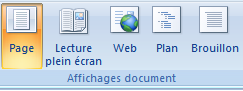 Page
Lecture
plein écran
Web
Plan
Brouillon
Affichages document